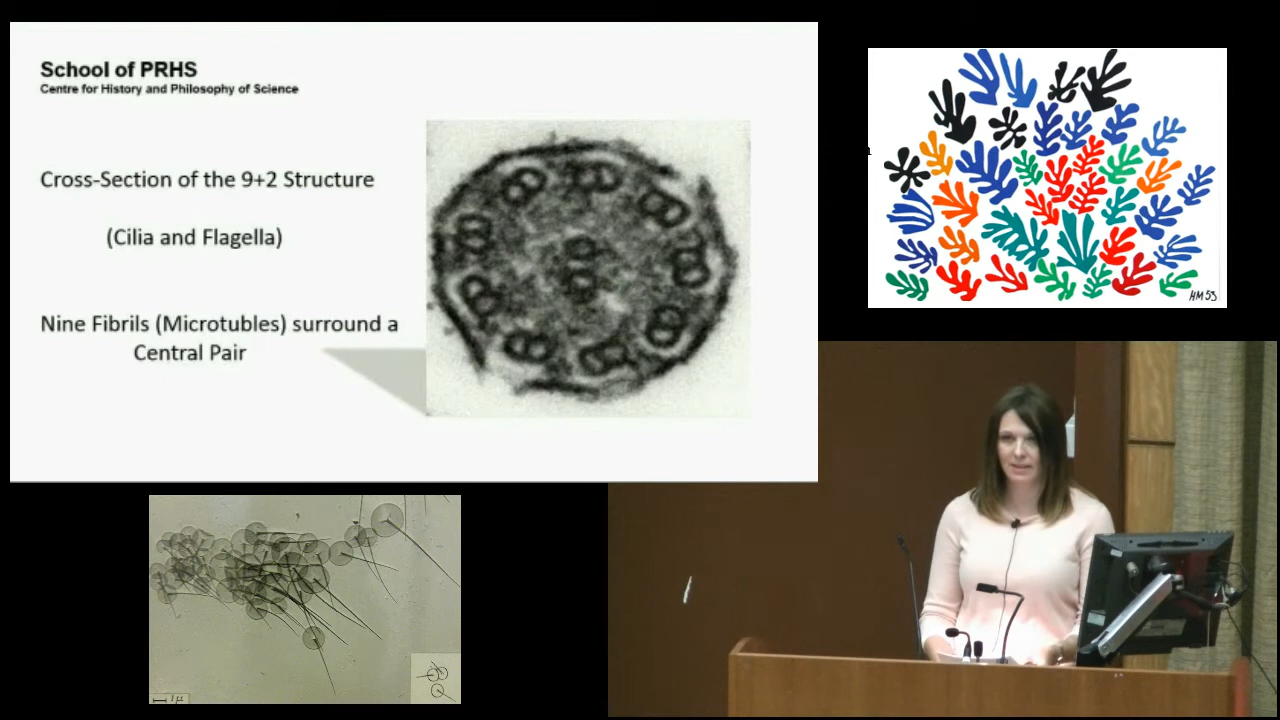 School of PRHS
Centre for History and Philosophy of Science
Cross-Section of the 9+2 Structure
(Cilia and Flagella)
Nine Fibrils (Microtubles) surround a
Central Pair
HM 53
1 µ